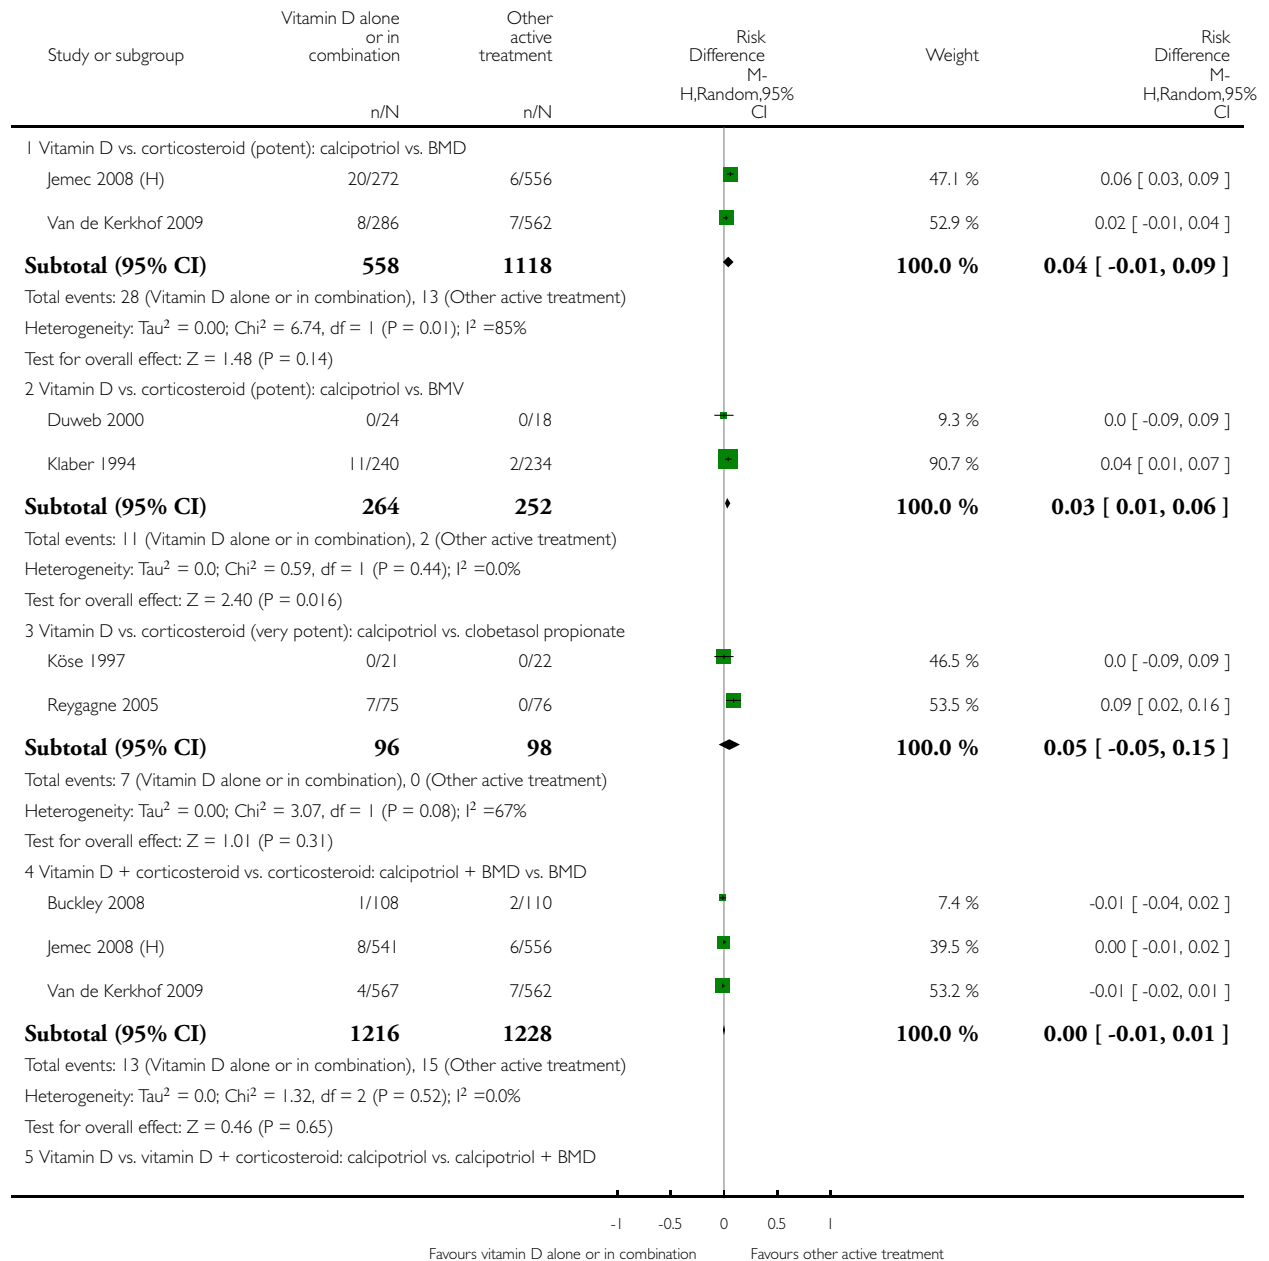 Study or subgroup Vitamin D alone or in combination Other active treatment Risk Difference M-H,Random,95% CI Weight Risk Difference M-H,Random,95% CI
n/N n/N
1 Vitamin D vs. corticosteroid (potent): calcipotriol vs. BMD
Jemec 2008 (H) 20/272 6/556 47.1 % 0.06 [ 0.03, 0.09 ]
Van de Kerkhof 2009 8/286 7/562 52.9 % 0.02 [ -0.01, 0.04 ]
Subtotal (95% CI) 558 1118 100.0 % 0.04 [ -0.01, 0.09 ]
Total events: 28 (Vitamin D alone or in combination), 13 (Other active treatment)
Heterogeneity: Tau² = 0.00; Chi² = 6.74, df = 1 (P = 0.01); I² =85%
Test for overall effect: Z = 1.48 (P = 0.14)
2 Vitamin D vs. corticosteroid (potent): calcipotriol vs. BMV
Duweb 2000 0/24 0/18 9.3 % 0.0 [ -0.09, 0.09 ]
Klaber 1994 11/240 2/234 90.7 % 0.04 [ 0.01, 0.07 ]
Subtotal (95% CI) 264 252 100.0 % 0.03 [ 0.01, 0.06 ]
Total events: 11 (Vitamin D alone or in combination), 2 (Other active treatment)
Heterogeneity: Tau² = 0.0; Chi² = 0.59, df = 1 (P = 0.44); I² =0.0%
Test for overall effect: Z = 2.40 (P = 0.016)
3 Vitamin D vs. corticosteroid (very potent): calcipotriol vs. clobetasol propionate
Köse 1997 0/21 0/22 46.5 % 0.0 [ -0.09, 0.09 ]
Reygagne 2005 7/75 0/76 53.5 % 0.09 [ 0.02, 0.16 ]
Subtotal (95% CI) 96 98 100.0 % 0.05 [ -0.05, 0.15 ]
Total events: 7 (Vitamin D alone or in combination), 0 (Other active treatment)
Heterogeneity: Tau² = 0.00; Chi² = 3.07, df = 1 (P = 0.08); I² =67%
Test for overall effect: Z = 1.01 (P = 0.31)
4 Vitamin D + corticosteroid vs. corticosteroid: calcipotriol + BMD vs. BMD
Buckley 2008 1/108 2/110 7.4 % -0.01 [ -0.04, 0.02 ]
Jemec 2008 (H) 8/541 6/556 39.5 % 0.00 [ -0.01, 0.02 ]
Van de Kerkhof 2009 4/567 7/562 53.2 % -0.01 [ -0.02, 0.01 ]
Subtotal (95% CI) 1216 1228 100.0 % 0.00 [ -0.01, 0.01 ]
Total events: 13 (Vitamin D alone or in combination), 15 (Other active treatment)
Heterogeneity: Tau² = 0.0; Chi² = 1.32, df = 2 (P = 0.52); I² =0.0%
Test for overall effect: Z = 0.46 (P = 0.65)
5 Vitamin D vs. vitamin D + corticosteroid: calcipotriol vs. calcipotriol + BMD
-1 -0.5 0 0.5 1
Favours vitamin D alone or in combination Favours other active treatment